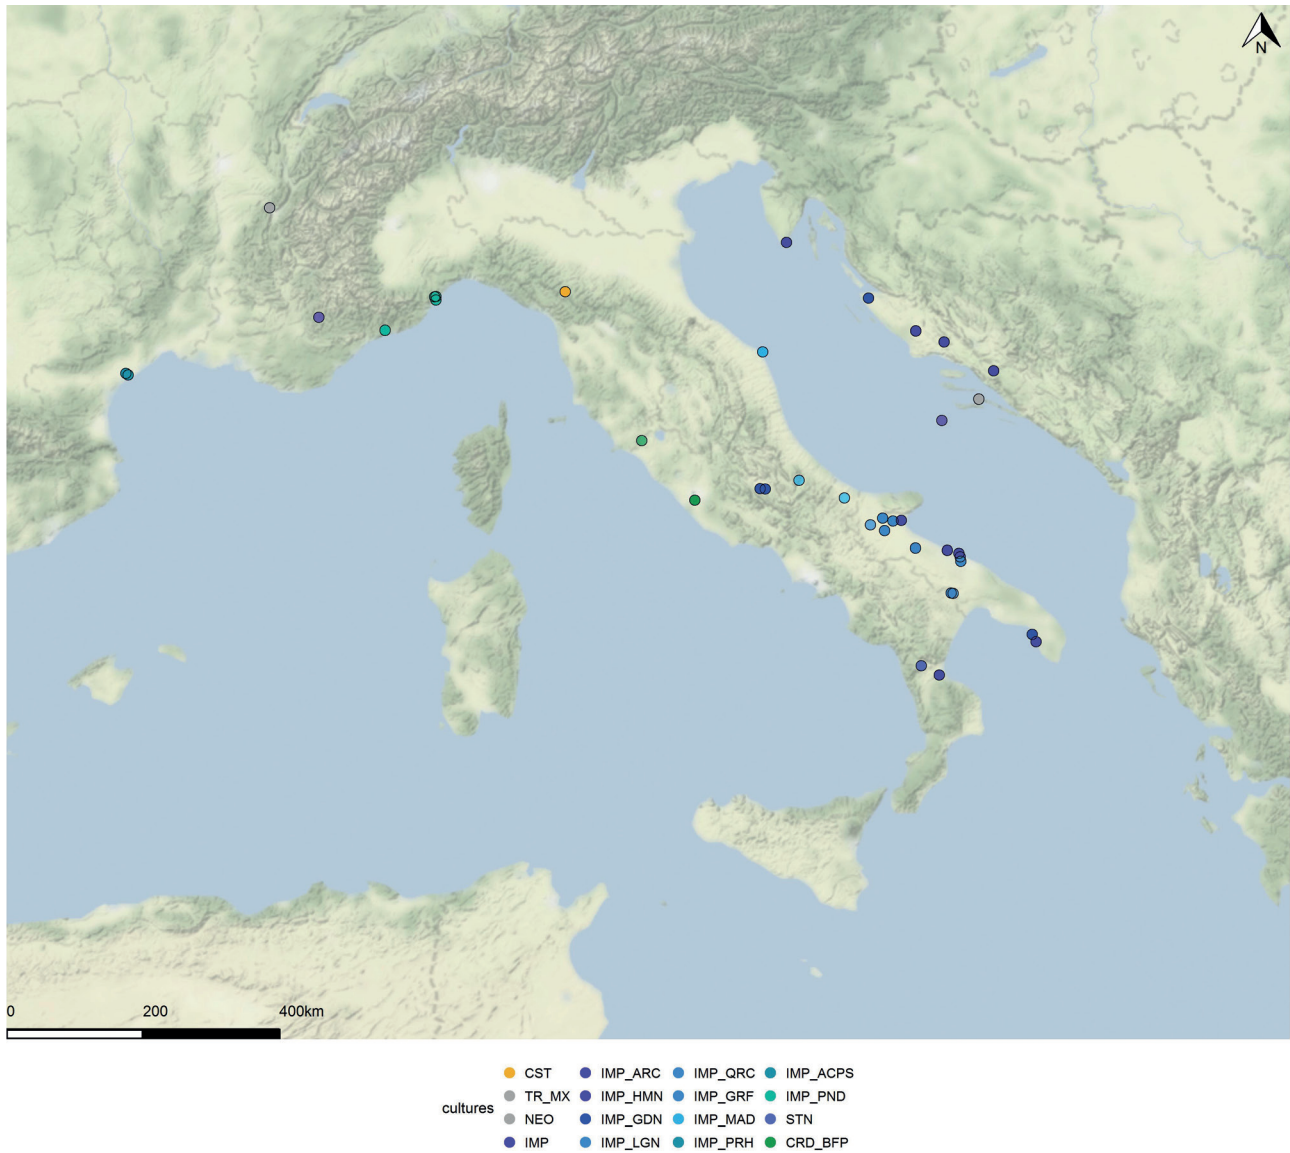 N
0 200 400km
CST IMP_ARC IMP_QRC IMP_ACPS
TR_MX IMP_HMN IMP_GRF IMP_PND
cultures
NEO IMP_GDN IMP_MAD STN
IMP IMP_LGN IMP_PRH CRD_BFP